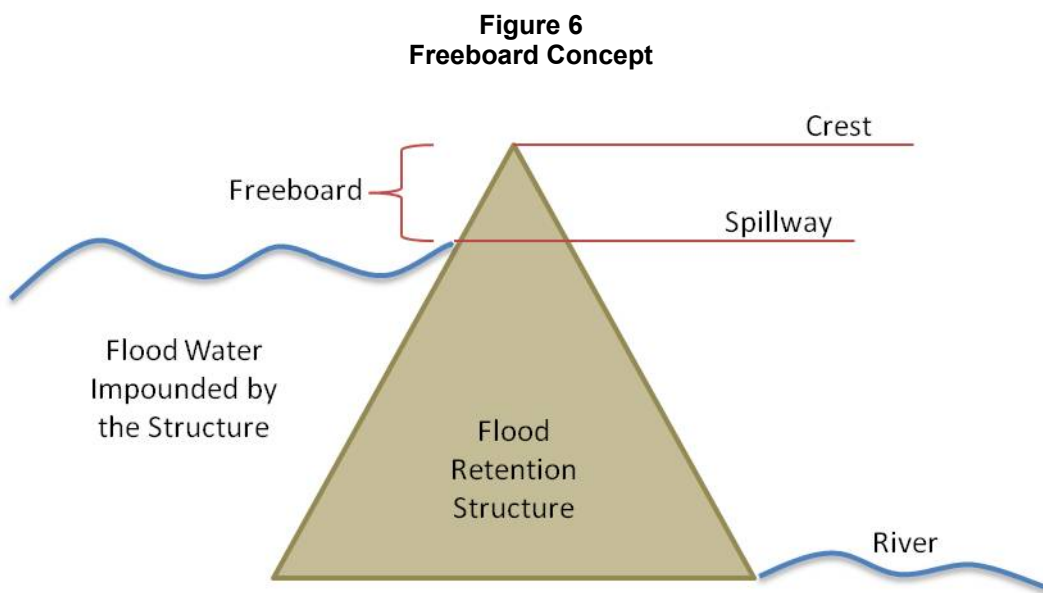 Figure 6
Freeboard Concept
Crest
Freeboard
Spillway
Flood Water
Impounded by
the Structure
Flood
Retention
Structure
River